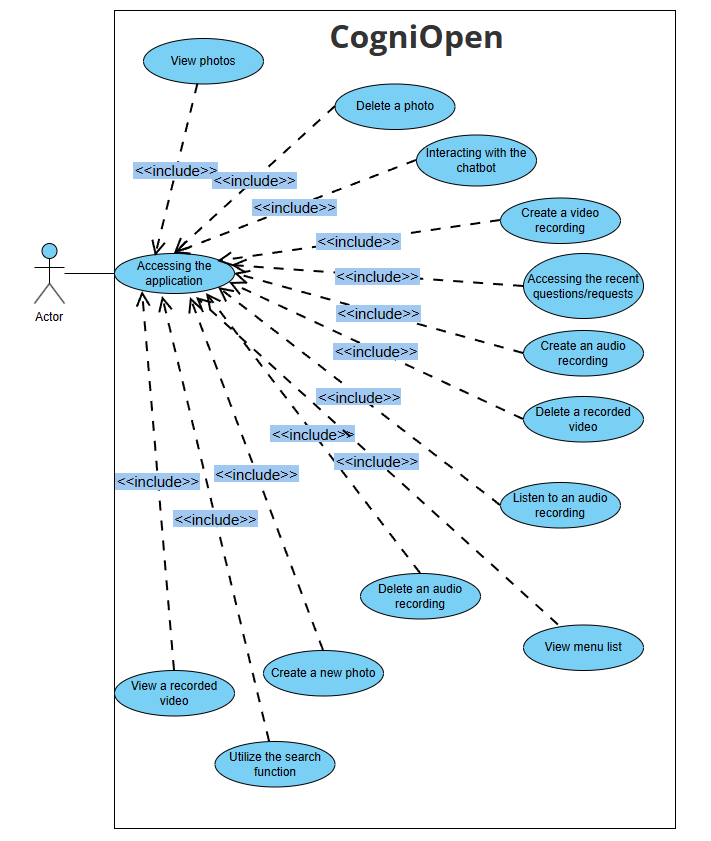 CogniOpen
View photos
Delete a photo
Interacting with the
chatbot
<<include>>
<<include>>
<<include>>
Create a video
recording
<<include>>
Accessing the
application
<<include>>
Accessing the recent
questions/requests
Actor
<<include>>
Create an audio
recording
<<include>>
<<include>>
Delete a recorded
video
<<include>>
<<include>>
<<include>>
<<include>>
Listen to an audio
recording
<<include>>
Delete an audio
recording
View menu list
Create a new photo
View a recorded
video
Utilize the search
function